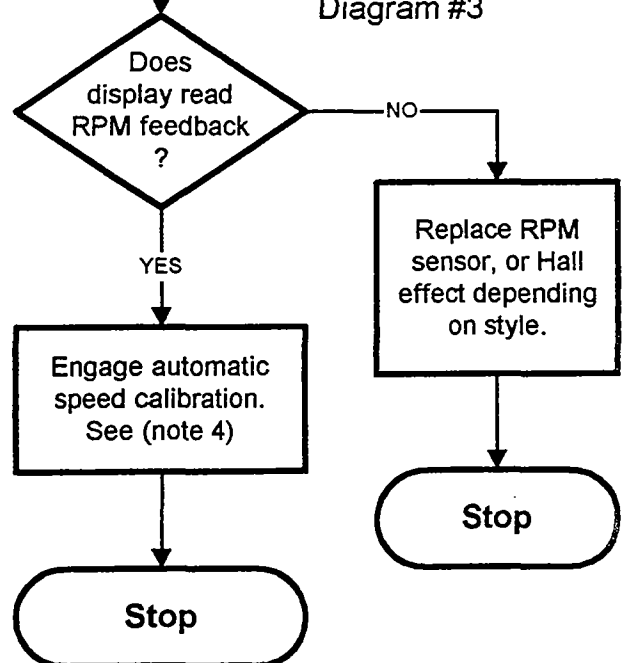 Diagram #3
Does
display read
RPM feedback
?
NO
YES
Replace RPM
sensor, or Hall
effect depending
on style.
Engage automatic
speed calibration.
See (note 4)
Stop
Stop